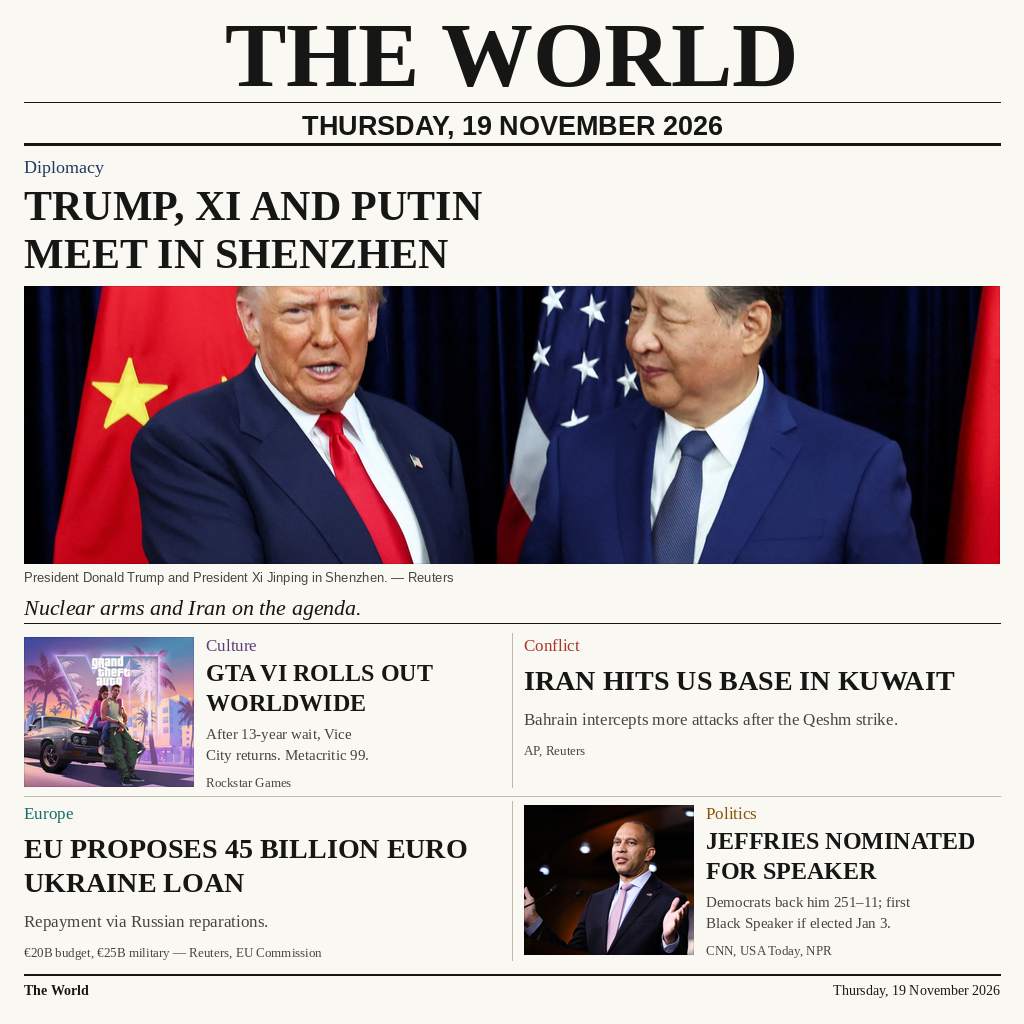 THE WORLD
THURSDAY, 19 NOVEMBER 2026
Diplomacy
TRUMP, XI AND PUTIN
MEET IN SHENZHEN
President Donald Trump and President Xi Jinping in Shenzhen. — Reuters
Nuclear arms and Iran on the agenda.
grand
theft
auto
VI
Culture
GTA VI ROLLS OUT
WORLDWIDE
After 13-year wait, Vice
City returns. Metacritic 99.
Rockstar Games
Conflict
IRAN HITS US BASE IN KUWAIT
Bahrain intercepts more attacks after the Qeshm strike.
AP, Reuters
Europe
EU PROPOSES 45 BILLION EURO
UKRAINE LOAN
Repayment via Russian reparations.
€20B budget, €25B military — Reuters, EU Commission
Politics
JEFFRIES NOMINATED
FOR SPEAKER
Democrats back him 251–11; first
Black Speaker if elected Jan 3.
CNN, USA Today, NPR
The World
Thursday, 19 November 2026